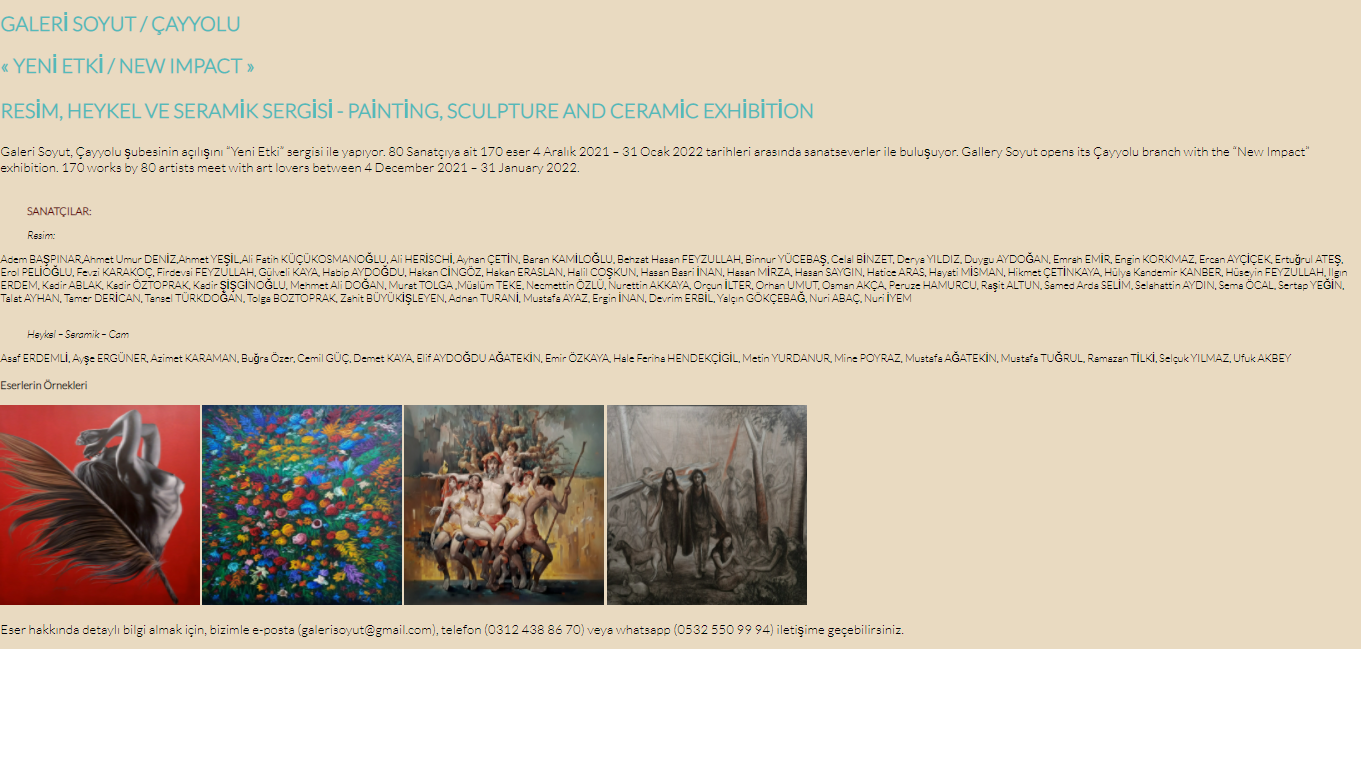 GALERİ SOYUT / ÇAYYOLU
« YENİ ETKİ / NEW IMPACT »
RESİM, HEYKEL VE SERAMİK SERGİSİ - PAİNTİNG, SCULPTURE AND CERAMİC EXHİBİTİON
Galeri Soyut, Çayyolu şubesinin açılışını “Yeni Etki” sergisi ile yapıyor. 80 Sanatçıya ait 170 eser 4 Aralık 2021 – 31 Ocak 2022 tarihleri arasında sanatseverler ile buluşuyor. Gallery Soyut opens its Çayyolu branch with the “New Impact”
exhibition. 170 works by 80 artists meet with art lovers between 4 December 2021 – 31 January 2022.
SANATÇILAR:
Resim:
Adem BAŞPINAR,Ahmet Umur DENİZ,Ahmet YEŞİL,Ali Fatih KÜÇÜKOSMANOĞLU, Ali HERİSCHİ, Ayhan ÇETİN, Baran KAMİLOĞLU, Behzat Hasan FEYZULLAH, Binnur YÜCEBAŞ, Celal BİNZET, Derya YILDIZ, Duygu AYDOĞAN, Emrah EMİR, Engin KORKMAZ, Ercan AYÇİÇEK, Ertuğrul ATEŞ,
Erol PELİOĞLU, Fevzi KARAKOÇ, Firdevsi FEYZULLAH, Gülveli KAYA, Habip AYDOĞDU, Hakan CİNGÖZ, Hakan ERASLAN, Halil COŞKUN, Hasan Basri İNAN, Hasan MİRZA, Hasan SAYGIN, Hatice ARAS, Hayati MİSMAN, Hikmet ÇETİNKAYA, Hülya Kandemir KANBER, Hüseyin FEYZULLAH, Ilgın
ERDEM, Kadir ABLAK, Kadir ÖZTOPRAK, Kadir ŞİŞGİNOĞLU, Mehmet Ali DOĞAN, Murat TOLGA ,Müslüm TEKE, Necmettin ÖZLÜ, Nurettin AKKAYA, Orçun İLTER, Orhan UMUT, Osman AKÇA, Peruze HAMURCU, Raşit ALTUN, Samed Arda SELİM, Selahattin AYDIN, Sema ÖCAL, Sertap YEĞİN,
Talat AYHAN, Tamer DERİCAN, Tansel TÜRKDOĞAN, Tolga BOZTOPRAK, Zahit BÜYÜKİŞLEYEN, Adnan TURANİ, Mustafa AYAZ, Ergin İNAN, Devrim ERBİL, Yalçın GÖKÇEBAĞ, Nuri ABAÇ, Nuri İYEM
Heykel – Seramik – Cam
Asaf ERDEMLİ, Ayşe ERGÜNER, Azimet KARAMAN, Buğra Özer, Cemil GÜÇ, Demet KAYA, Elif AYDOĞDU AĞATEKİN, Emir ÖZKAYA, Hale Feriha HENDEKÇİGİL, Metin YURDANUR, Mine POYRAZ, Mustafa AĞATEKİN, Mustafa TUĞRUL, Ramazan TİLKİ, Selçuk YILMAZ, Ufuk AKBEY
Eserlerin Örnekleri
Eser hakkında detaylı bilgi almak için, bizimle e-posta (galerisoyut@gmail.com), telefon (0312 438 86 70) veya whatsapp (0532 550 99 94) iletişime geçebilirsiniz.